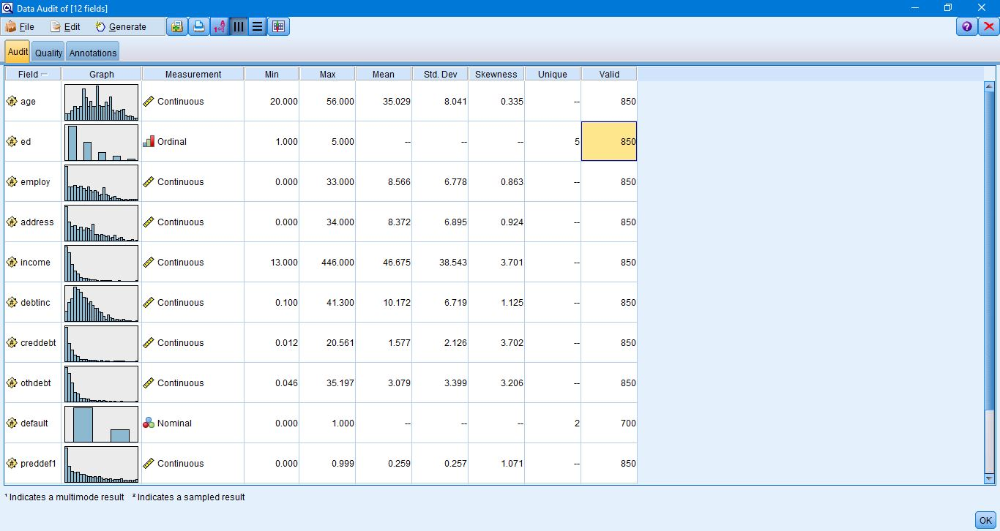 Data Audit of [12 fields]
File Edit Generate
Audit Quality Annotations
Field Graph Measurement Min Max Mean Std. Dev Skewness Unique Valid
age Continuous 20.000 56.000 35.029 8.041 0.335 -- 850
ed Ordinal 1.000 5.000 -- -- -- 5 850
employ Continuous 0.000 33.000 8.566 6.778 0.863 -- 850
address Continuous 0.000 34.000 8.372 6.895 0.924 -- 850
income Continuous 13.000 446.000 46.675 38.543 3.701 -- 850
debtinc Continuous 0.100 41.300 10.172 6.719 1.125 -- 850
creddebt Continuous 0.012 20.561 1.577 2.126 3.702 -- 850
othdebt Continuous 0.046 35.197 3.079 3.399 3.206 -- 850
default Nominal 0.000 1.000 -- -- -- 2 700
preddef1 Continuous 0.000 0.999 0.259 0.257 1.071 -- 850
¹ Indicates a multimode result ² Indicates a sampled result
OK